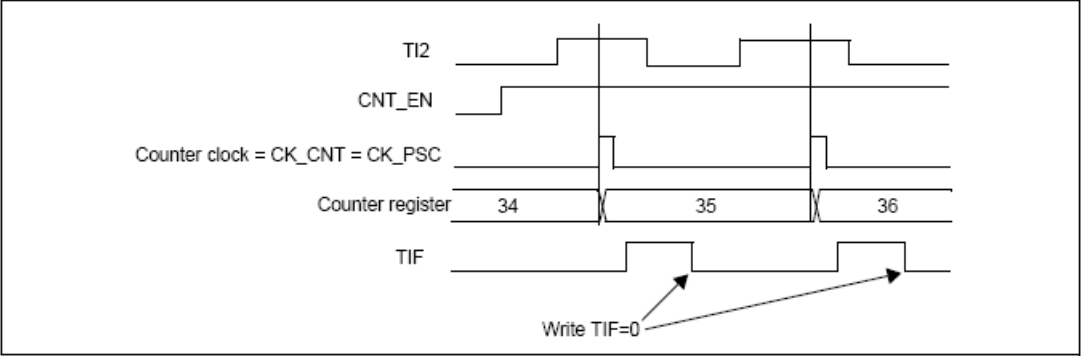 TI2
CNT_EN
Counter clock = CK_CNT = CK_PSC
Counter register 34 35 36
TIF
Write TIF=0